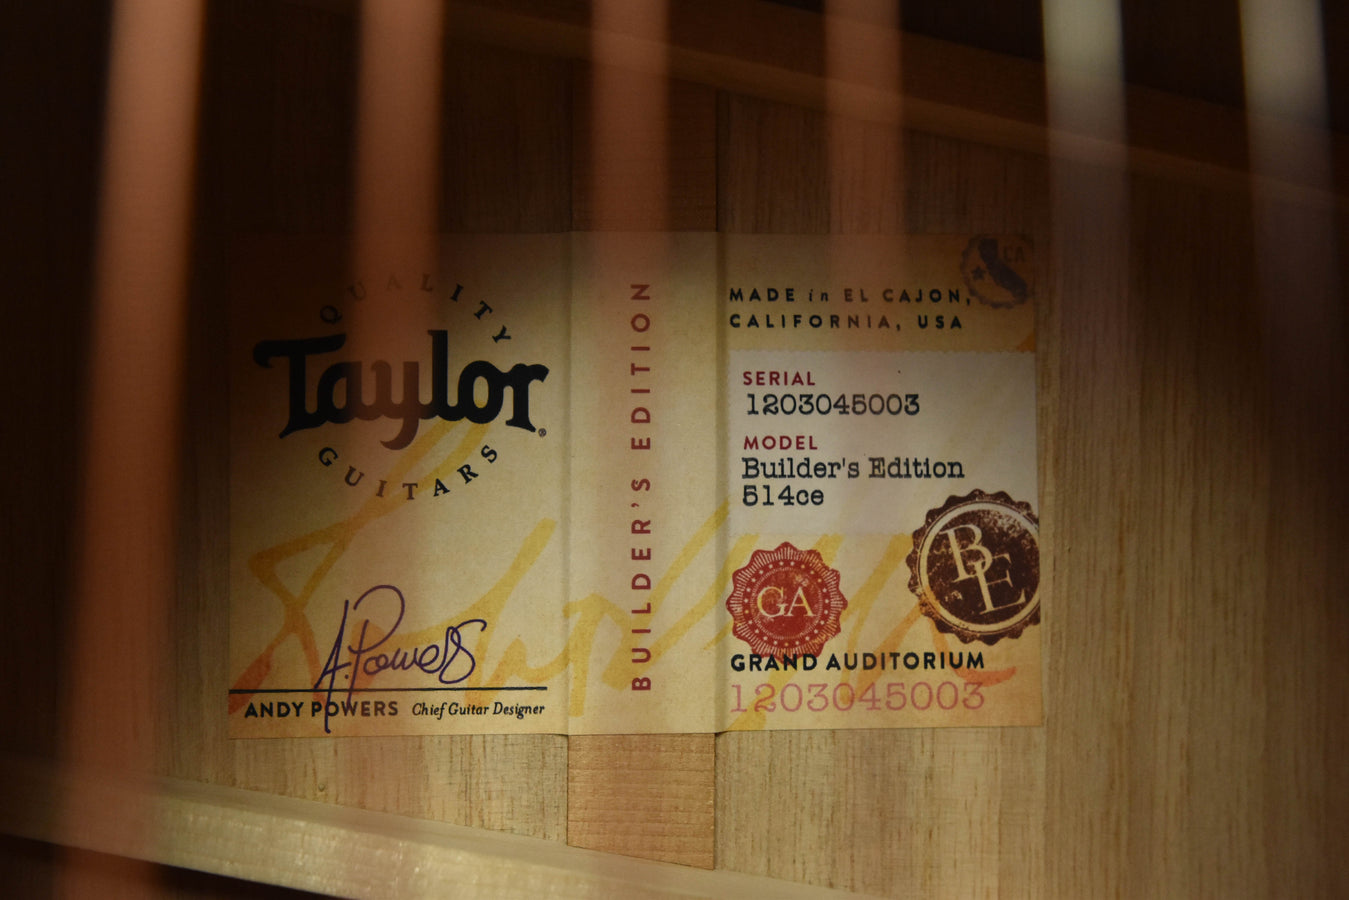 QUALITY
Taylor®
GUITARS
A. Powers
ANDY POWERS Chief Guitar Designer
BUILDER'S EDITION
CA
MADE in EL CAJON,
CALIFORNIA, USA
SERIAL
1203045003
MODEL
Builder's Edition
514ce
BE
GA
GRAND AUDITORIUM
1203045003